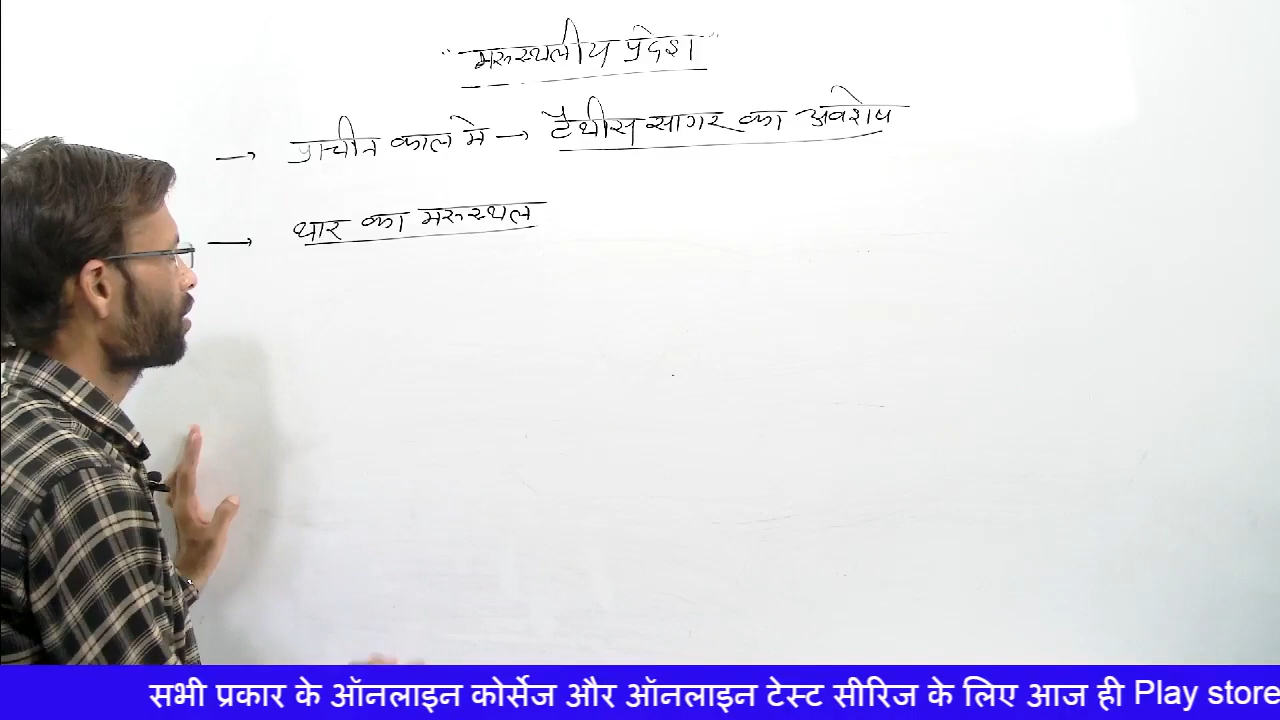 " मरुस्थलीय प्रदेश "
→ प्राचीन काल मे → टैथीस सागर का अवशेष
→ थार का मरुस्थल
सभी प्रकार के ऑनलाइन कोर्सेज और ऑनलाइन टेस्ट सीरिज के लिए आज ही Play store